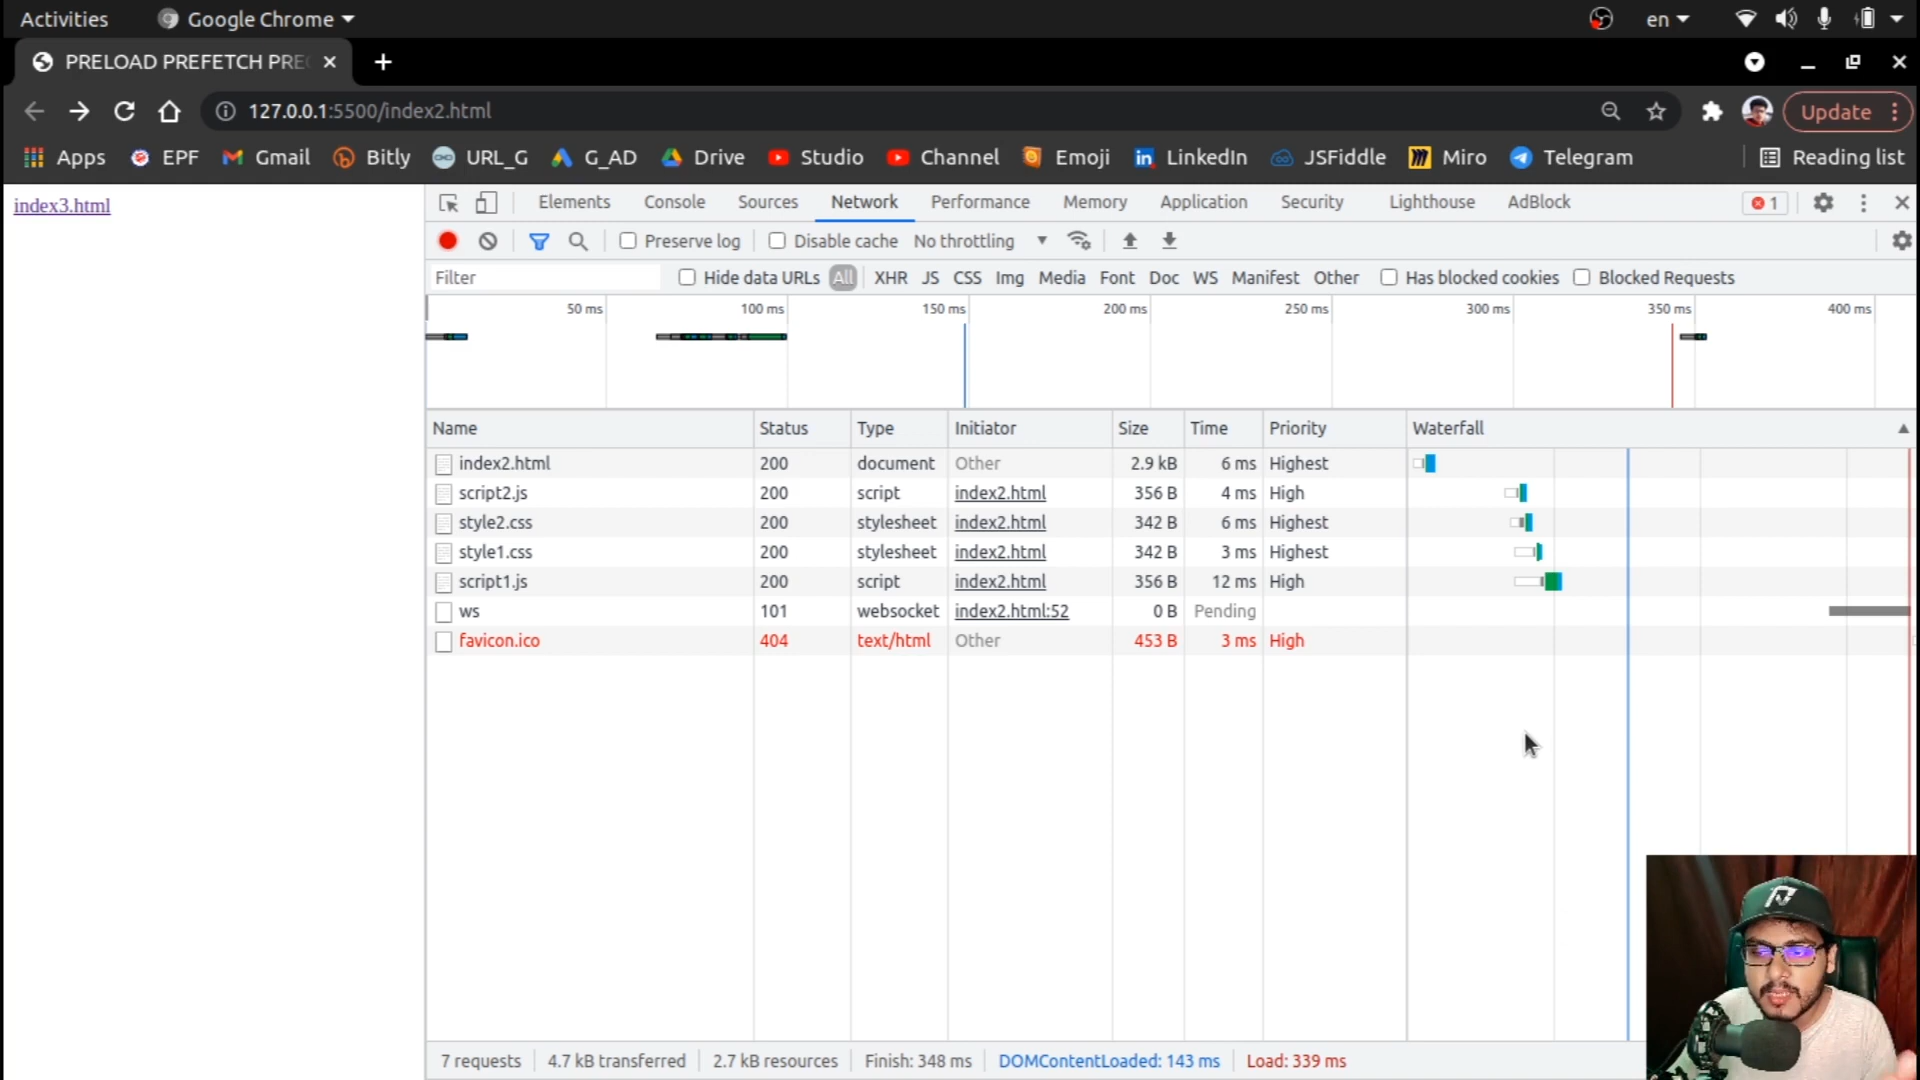 Activities Google Chrome en
PRELOAD PREFETCH PRE
127.0.0.1:5500/index2.html Update
Apps EPF Gmail Bitly URL_G G_AD Drive Studio Channel Emoji LinkedIn JSFiddle Miro Telegram Reading list
index3.html
Elements Console Sources Network Performance Memory Application Security Lighthouse AdBlock 1
Preserve log Disable cache No throttling
Filter Hide data URLs All XHR JS CSS Img Media Font Doc WS Manifest Other Has blocked cookies Blocked Requests
50 ms 100 ms 150 ms 200 ms 250 ms 300 ms 350 ms 400 ms
Name Status Type Initiator Size Time Priority Waterfall
index2.html 200 document Other 2.9 kB 6 ms Highest
script2.js 200 script index2.html 356 B 4 ms High
style2.css 200 stylesheet index2.html 342 B 6 ms Highest
style1.css 200 stylesheet index2.html 342 B 3 ms Highest
script1.js 200 script index2.html 356 B 12 ms High
ws 101 websocket index2.html:52 0 B Pending
favicon.ico 404 text/html Other 453 B 3 ms High
7 requests 4.7 kB transferred 2.7 kB resources Finish: 348 ms DOMContentLoaded: 143 ms Load: 339 ms